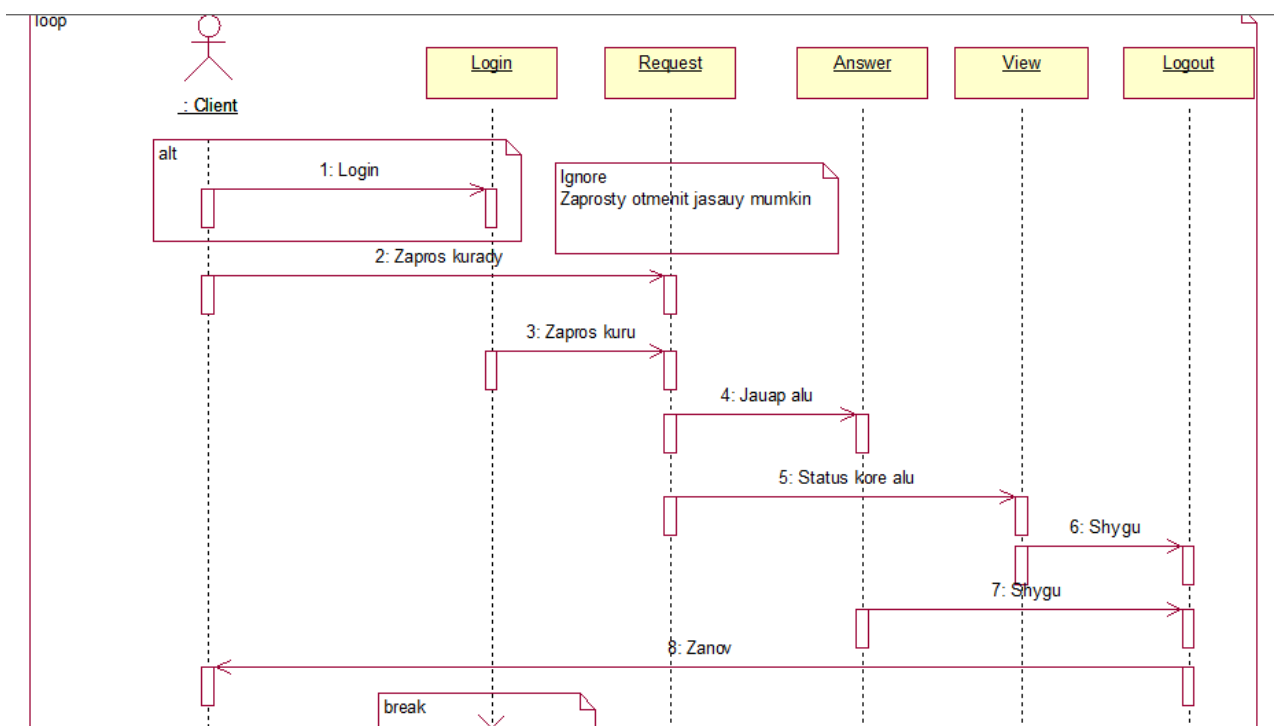 loop
Login
Request
Answer
View
Logout
: Client
alt
1: Login
Ignore
Zaprosty otmenit jasauy mumkin
2: Zapros kurady
3: Zapros kuru
4: Jauap alu
5: Status kore alu
6: Shygu
7: Shygu
8: Zanov
break